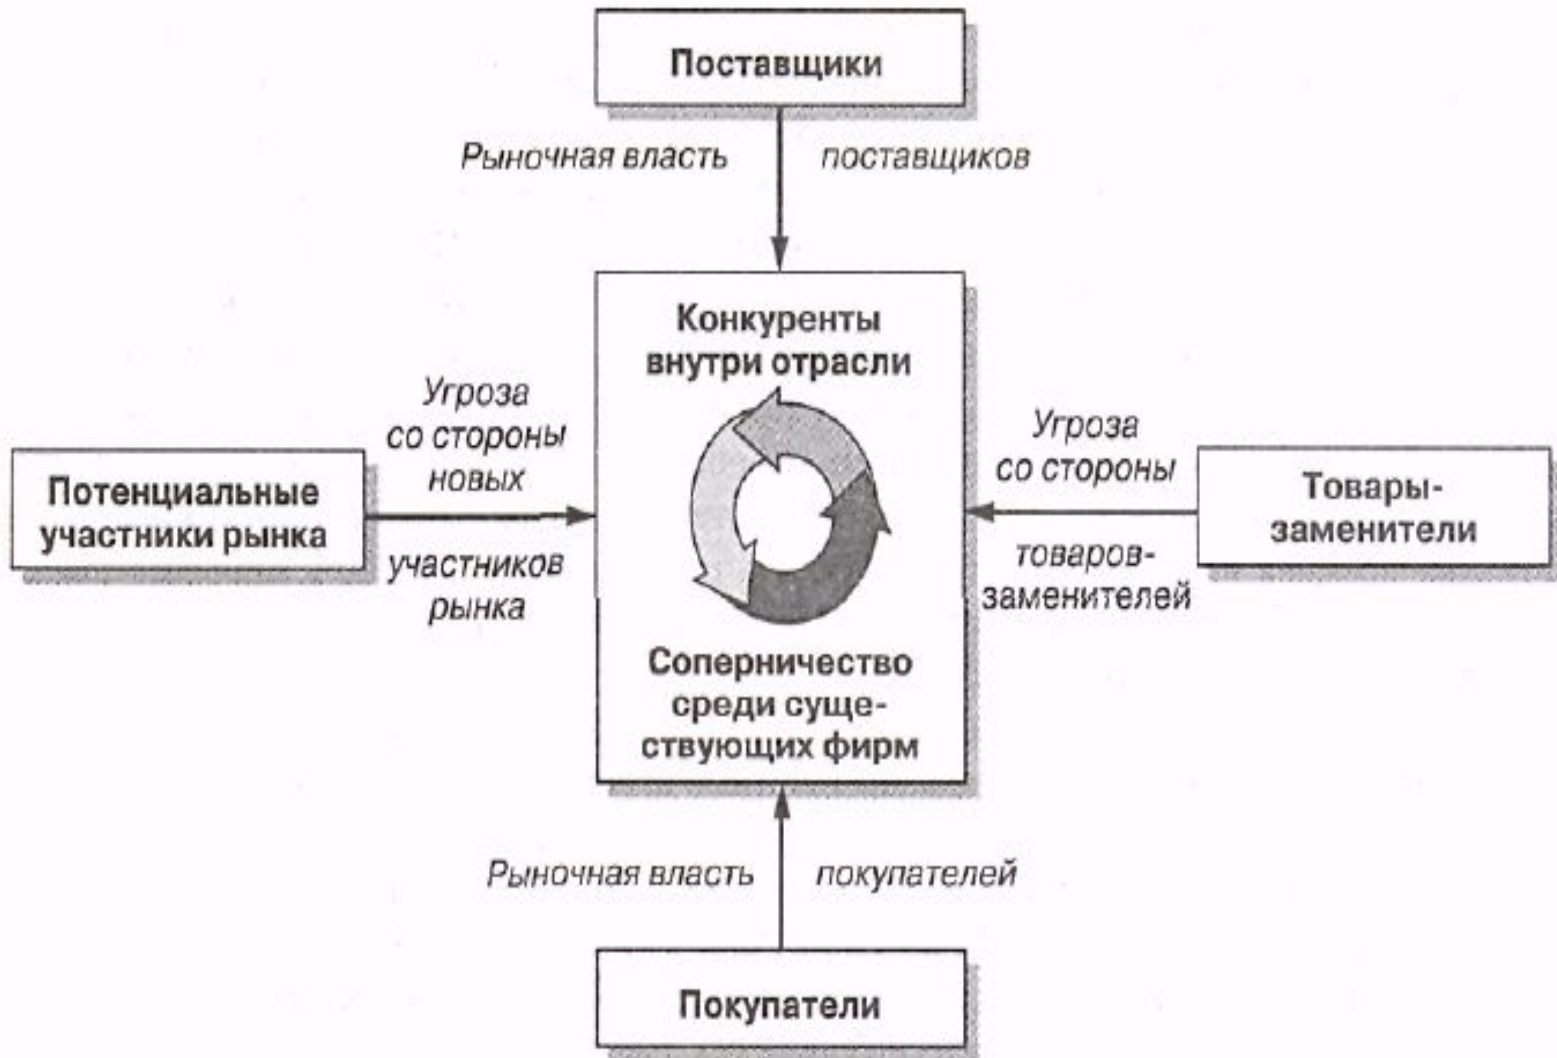 Поставщики
Рыночная власть поставщиков
Конкуренты
внутри отрасли
Угроза
со стороны
новых
участников
рынка
Потенциальные
участники рынка
Угроза
со стороны
товаров-
заменителей
Товары-
заменители
Соперничество
среди суще-
ствующих фирм
Рыночная власть покупателей
Покупатели